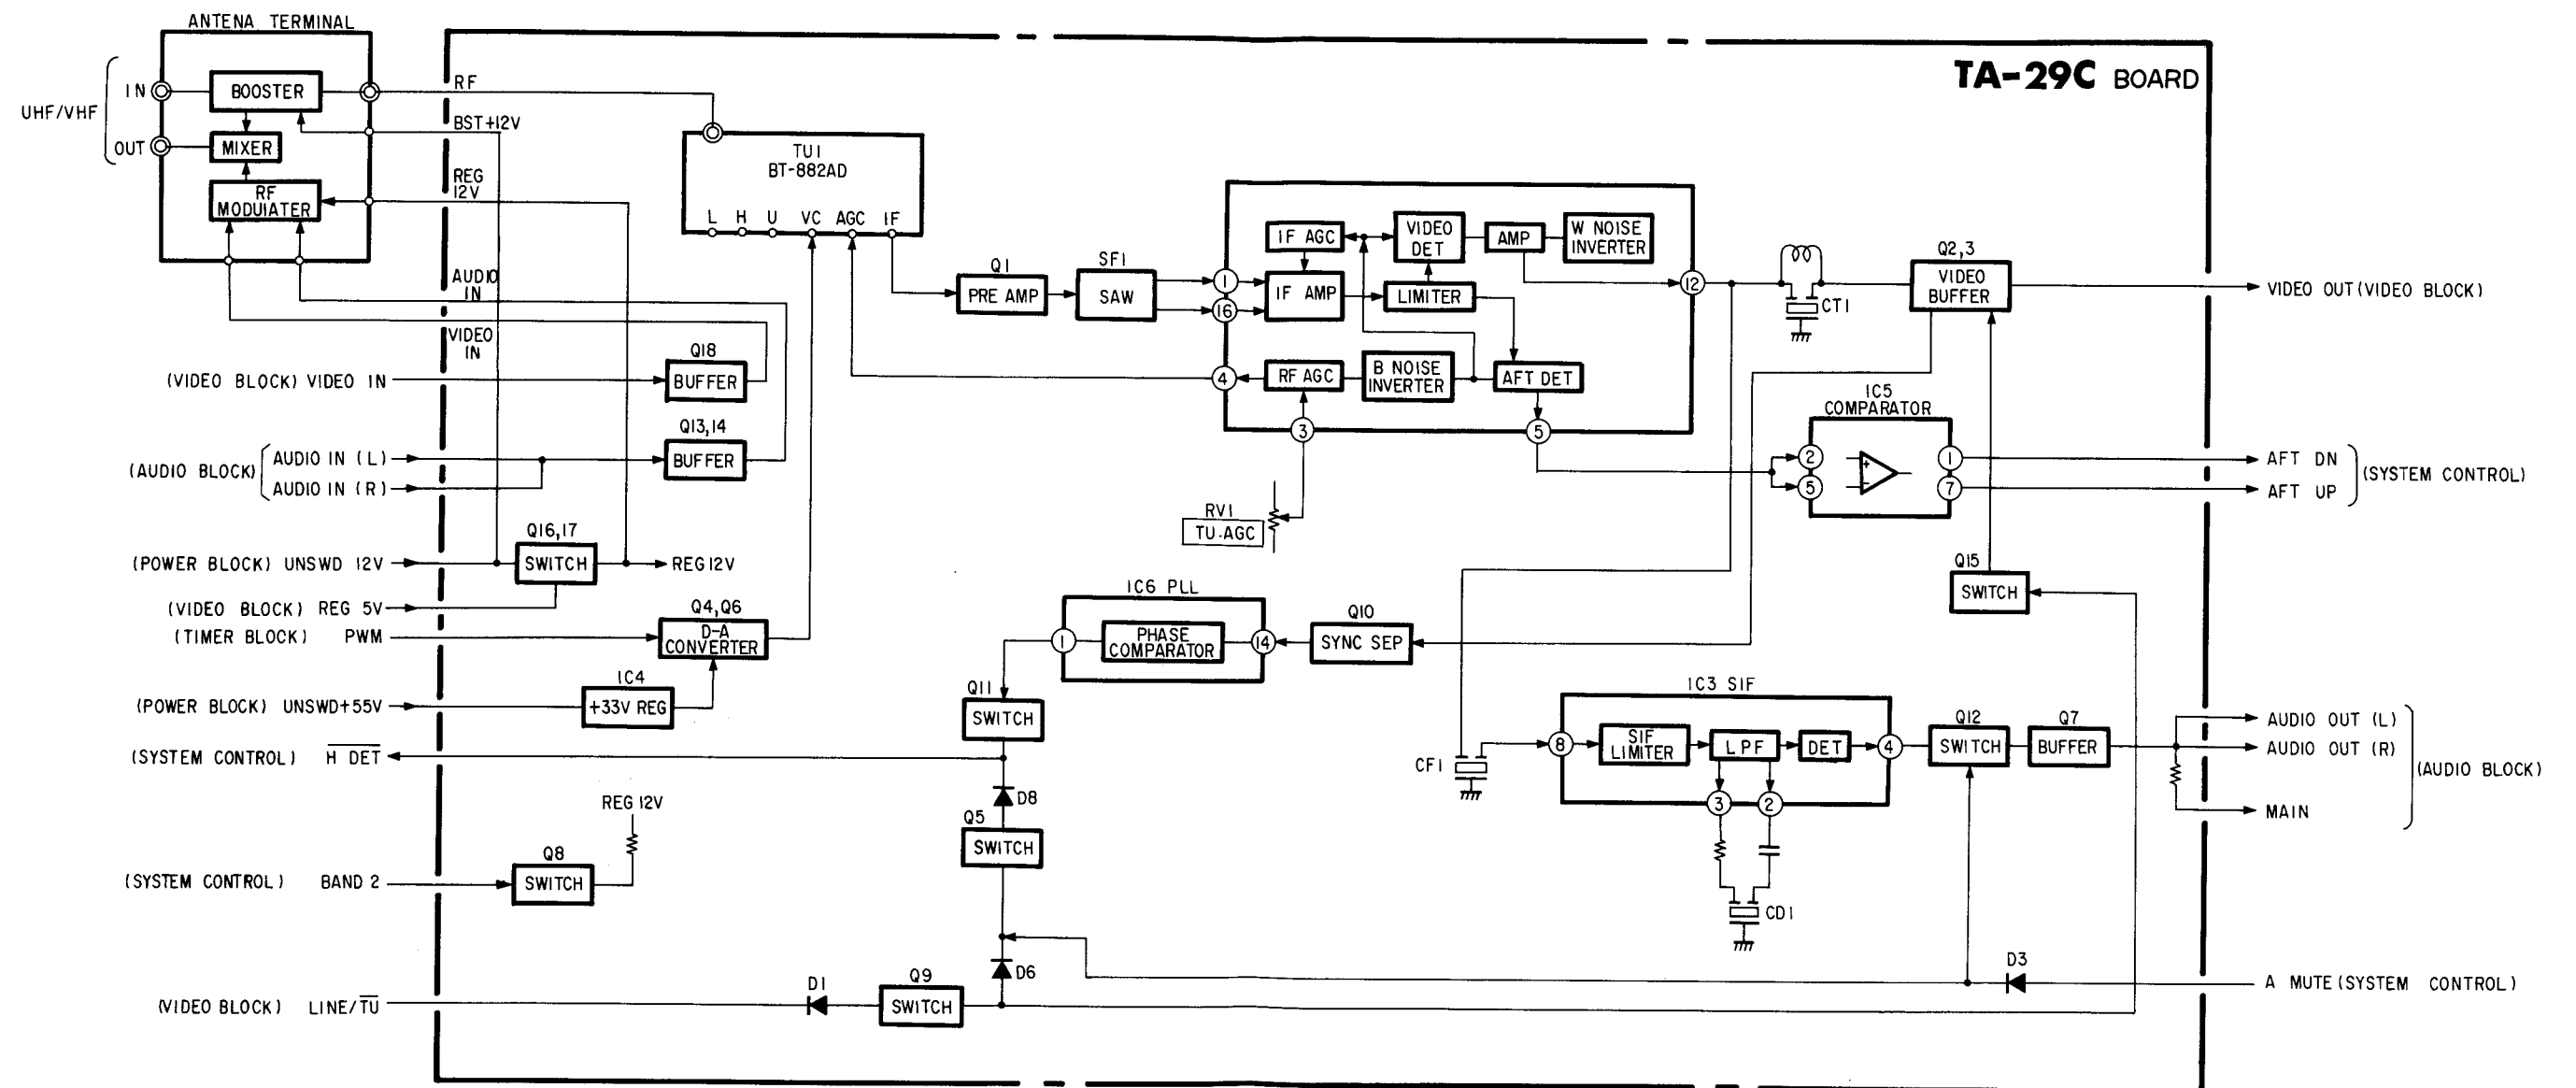 ANTENA TERMINAL
TA-29C BOARD
UHF/VHF
IN
OUT
BOOSTER
MIXER
RF
MODUIATER
RF
BST+12V
REG
12V
AUDIO
IN
VIDEO
IN
TU1
BT-882AD
L H U VC AGC IF
Q1
PRE AMP
SF1
SAW
1
16
4
3
5
12
IF AGC
VIDEO
DET
AMP
W NOISE
INVERTER
IF AMP
LIMITER
RF AGC
B NOISE
INVERTER
AFT DET
CT1
Q2,3
VIDEO
BUFFER
VIDEO OUT (VIDEO BLOCK)
(VIDEO BLOCK) VIDEO IN
Q18
BUFFER
Q13,14
BUFFER
(AUDIO BLOCK)
AUDIO IN (L)
AUDIO IN (R)
IC5
COMPARATOR
2
5
+
-
1
7
AFT DN
AFT UP
(SYSTEM CONTROL)
RV1
TU.AGC
Q16,17
SWITCH
(POWER BLOCK) UNSWD 12V
REG12V
(VIDEO BLOCK) REG 5V
(TIMER BLOCK) PWM
Q4,Q6
D-A
CONVERTER
IC6 PLL
1
PHASE
COMPARATOR
14
Q10
SYNC SEP
Q15
SWITCH
IC4
+33V REG
(POWER BLOCK) UNSWD+55V
Q11
SWITCH
(SYSTEM CONTROL) H DET
D8
Q5
SWITCH
IC3 SIF
CF1
8
SIF
LIMITER
LPF
DET
4
3
2
CD1
Q12
SWITCH
Q7
BUFFER
AUDIO OUT (L)
AUDIO OUT (R)
MAIN
(AUDIO BLOCK)
REG 12V
Q8
SWITCH
(SYSTEM CONTROL) BAND 2
D6
D3
A MUTE (SYSTEM CONTROL)
(VIDEO BLOCK) LINE/TU
D1
Q9
SWITCH